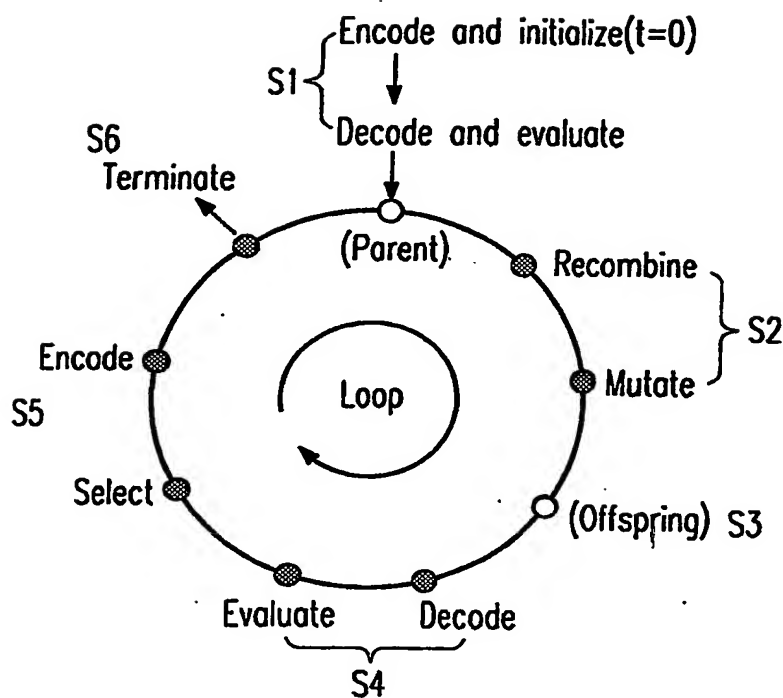 Encode and initialize(t=0)
S1
Decode and evaluate
S6
Terminate
(Parent)
Recombine
S2
Mutate
Encode
Loop
S5
Select
(Offspring) S3
Evaluate
Decode
S4